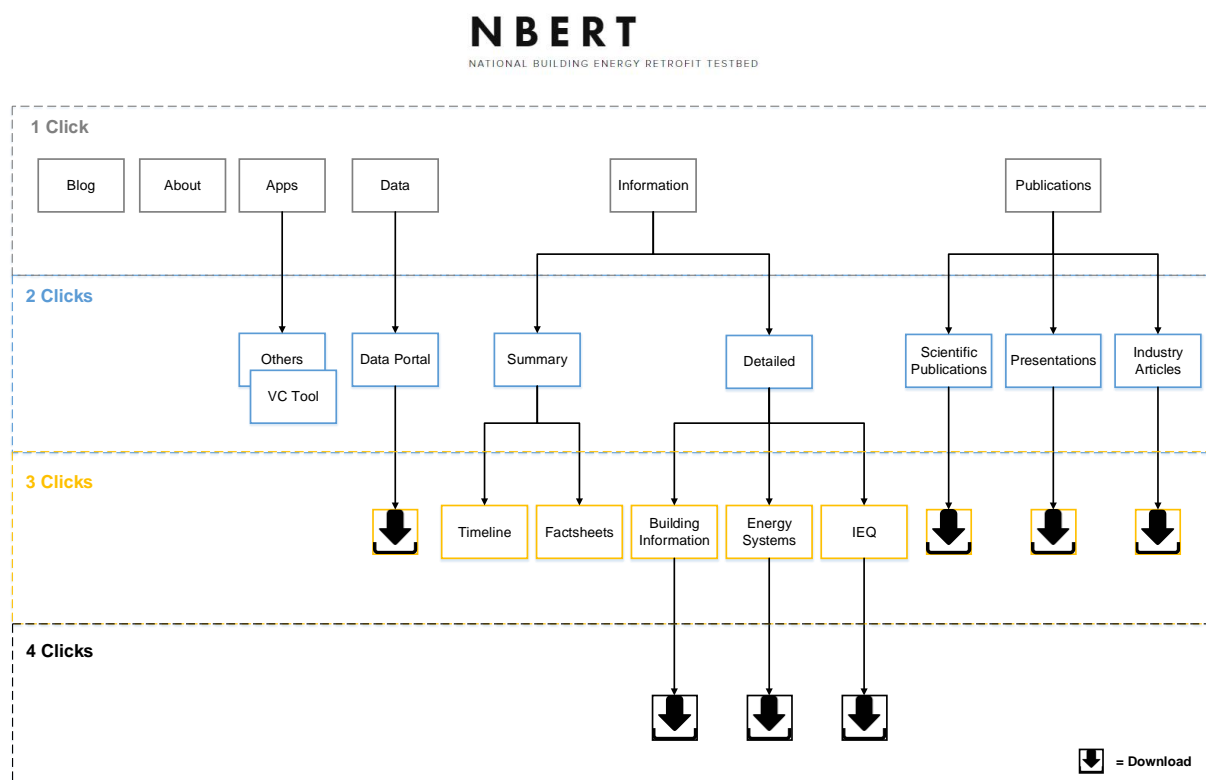 NBERT
NATIONAL BUILDING ENERGY RETROFIT TESTBED
1 Click
Blog
About
Apps
Data
Information
Publications
2 Clicks
Others
VC Tool
Data Portal
Summary
Detailed
Scientific
Publications
Presentations
Industry
Articles
3 Clicks
Timeline
Factsheets
Building
Information
Energy
Systems
IEQ
4 Clicks
= Download